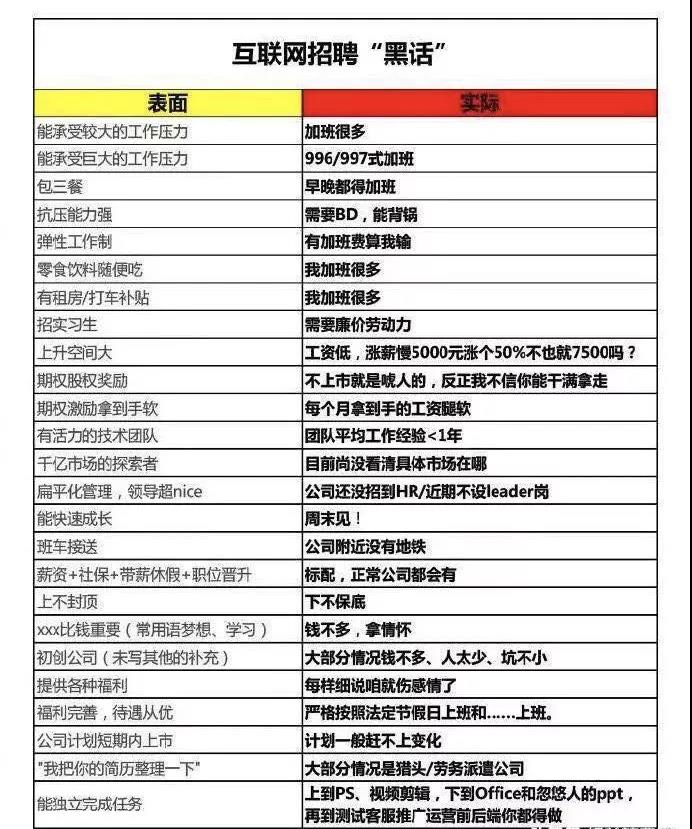 互联网招聘“黑话”
表面 实际
能承受较大的工作压力 加班很多
能承受巨大的工作压力 996/997式加班
包三餐 早晚都得加班
抗压能力强 需要BD，能背锅
弹性工作制 有加班费算我输
零食饮料随便吃 我加班很多
有租房/打车补贴 我加班很多
招实习生 需要廉价劳动力
上升空间大 工资低，涨薪慢5000元涨个50%不也就7500吗？
期权股权奖励 不上市就是唬人的，反正我不信你能干满拿走
期权激励拿到手软 每个月拿到手的工资腿软
有活力的技术团队 团队平均工作经验<1年
千亿市场的探索者 目前尚没看清具体市场在哪
扁平化管理，领导超nice 公司还没招到HR/近期不设leader岗
能快速成长 周末见！
班车接送 公司附近没有地铁
薪资+社保+带薪休假+职位晋升 标配，正常公司都会有
上不封顶 下不保底
xxx比钱重要（常用语梦想、学习） 钱不多，拿情怀
初创公司（未写其他的补充） 大部分情况钱不多、人太少、坑不小
提供各种福利 每样细说咱就伤感情了
福利完善，待遇从优 严格按照法定节假日上班和……上班。
公司计划短期内上市 计划一般赶不上变化
"我把你的简历整理一下" 大部分情况是猎头/劳务派遣公司
能独立完成任务 上到PS、视频剪辑，下到Office和忽悠人的ppt，
再到测试客服推广运营前后端你都得做